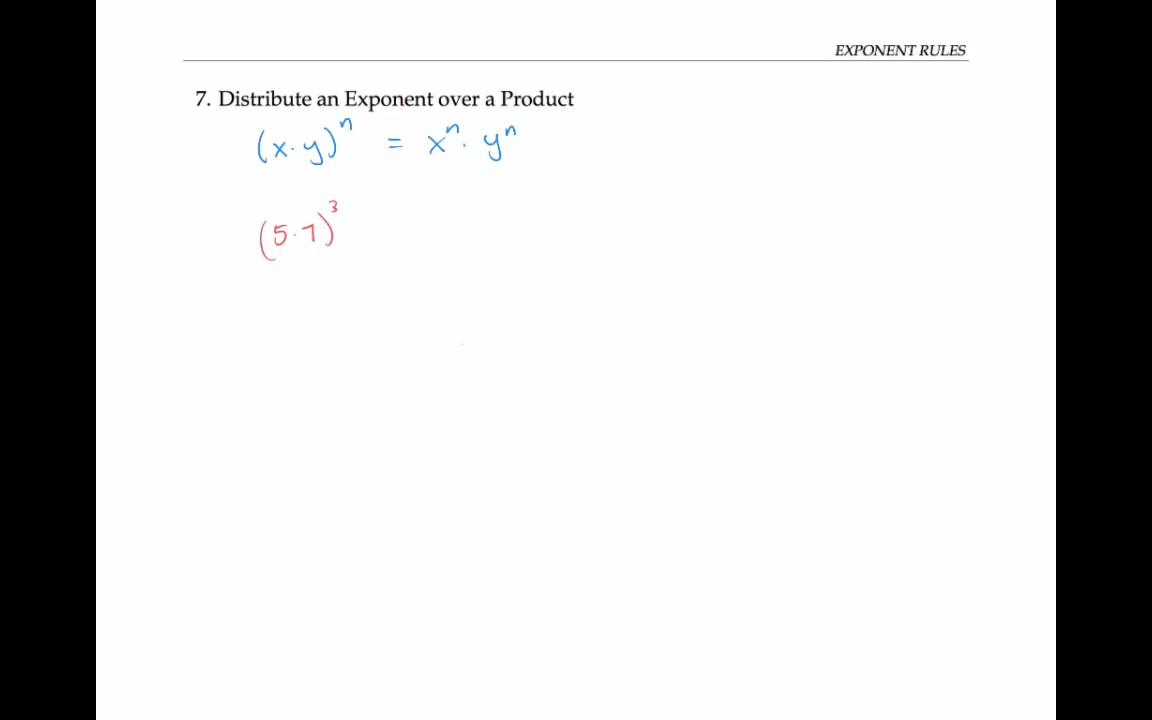 EXPONENT RULES
7. Distribute an Exponent over a Product
(x·y)ⁿ = xⁿ · yⁿ
(5·7)³